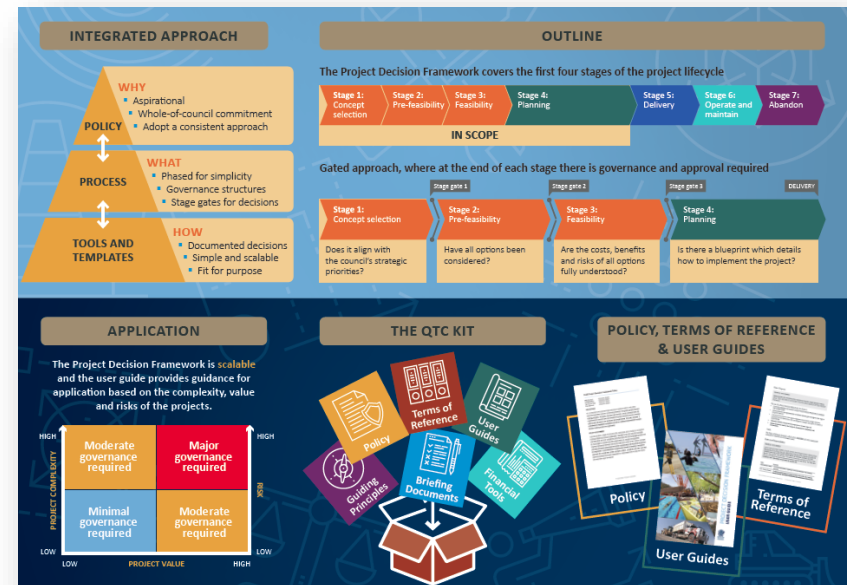 INTEGRATED APPROACH
WHY
Aspirational
Whole-of-council commitment
Adopt a consistent approach
POLICY
WHAT
Phased for simplicity
Governance structures
Stage gates for decisions
PROCESS
HOW
Documented decisions
Simple and scalable
Fit for purpose
TOOLS AND
TEMPLATES
OUTLINE
The Project Decision Framework covers the first four stages of the project lifecycle
Stage 1:
Concept
selection
Stage 2:
Pre-feasibility
Stage 3:
Feasibility
Stage 4:
Planning
Stage 5:
Delivery
Stage 6:
Operate and
maintain
Stage 7:
Abandon
IN SCOPE
Gated approach, where at the end of each stage there is governance and approval required
Stage gate 1
Stage gate 2
Stage gate 3
DELIVERY
Stage 1:
Concept selection
Stage 2:
Pre-feasibility
Stage 3:
Feasibility
Stage 4:
Planning
Does it align with
the council's strategic
priorities?
Have all options been
considered?
Are the costs, benefits
and risks of all options
fully understood?
Is there a blueprint which details
how to implement the project?
APPLICATION
The Project Decision Framework is scalable
and the user guide provides guidance for
application based on the complexity, value
and risks of the projects.
HIGH
HIGH
Moderate
governance
required
Major
governance
required
PROJECT COMPLEXITY
RISK
Minimal
governance
required
Moderate
governance
required
LOW
LOW
LOW
PROJECT VALUE
HIGH
THE QTC KIT
Policy
Terms of
Reference
User
Guides
Guiding
Principles
Briefing
Documents
Financial
Tools
POLICY, TERMS OF REFERENCE
& USER GUIDES
Policy
PROJECT DECISION FRAMEWORK
User Guides
Terms of
Reference